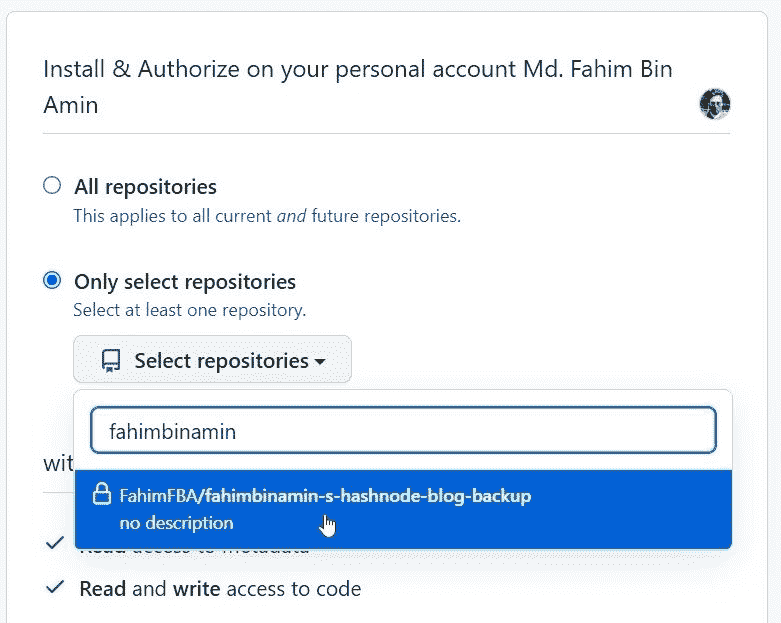 Install & Authorize on your personal account Md. Fahim Bin
Amin
All repositories
This applies to all current and future repositories.
Only select repositories
Select at least one repository.
Select repositories
fahimbinamin
wit
FahimFBA/fahimbinamin-s-hashnode-blog-backup
no description
Read access to metadata
Read and write access to code